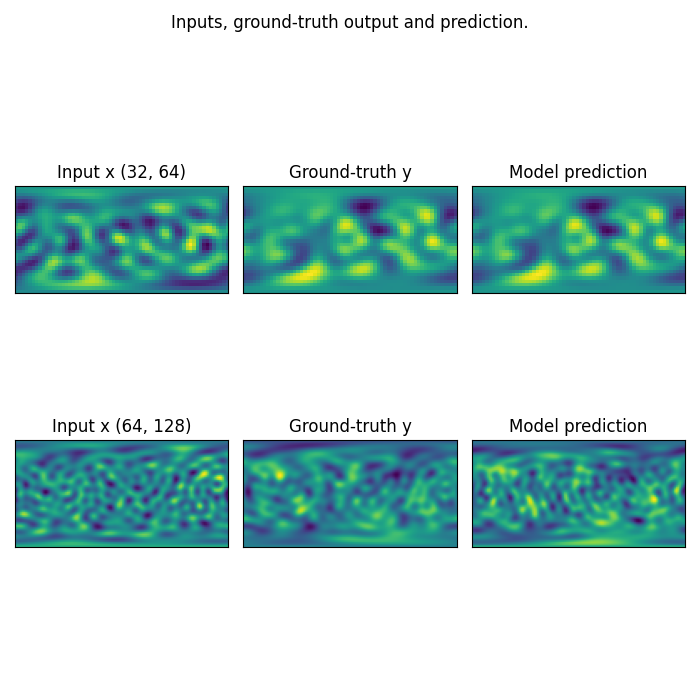 Inputs, ground-truth output and prediction.
Input x (32, 64)
Ground-truth y
Model prediction
Input x (64, 128)
Ground-truth y
Model prediction